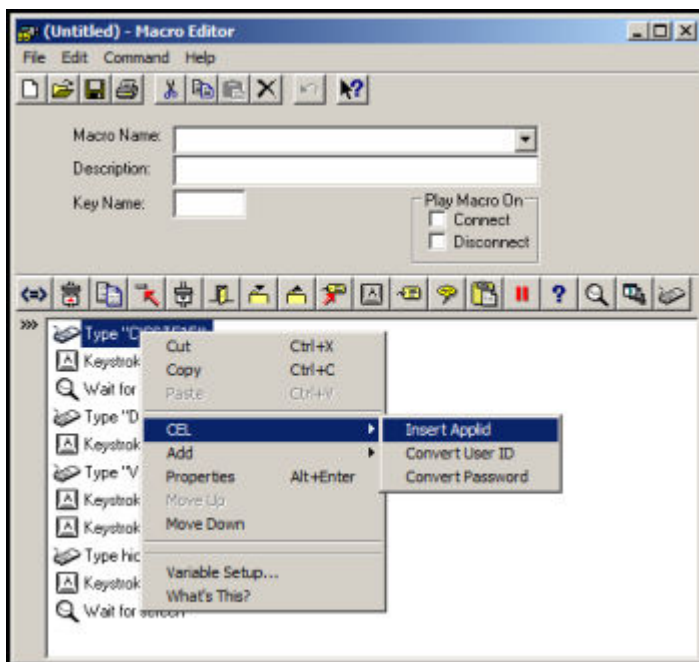 (Untitled) - Macro Editor
File Edit Command Help
Macro Name:
Description:
Key Name:
Play Macro On
Connect
Disconnect
Type
Keystrok
Wait for
Type "D
Keystrok
Type "V
Keystrok
Keystrok
Type hid
Keystrok
Wait for screen
Cut Ctrl+X
Copy Ctrl+C
Paste Ctrl+V
CEL
Add
Properties Alt+Enter
Move Up
Move Down
Variable Setup...
What's This?
Insert Applid
Convert User ID
Convert Password